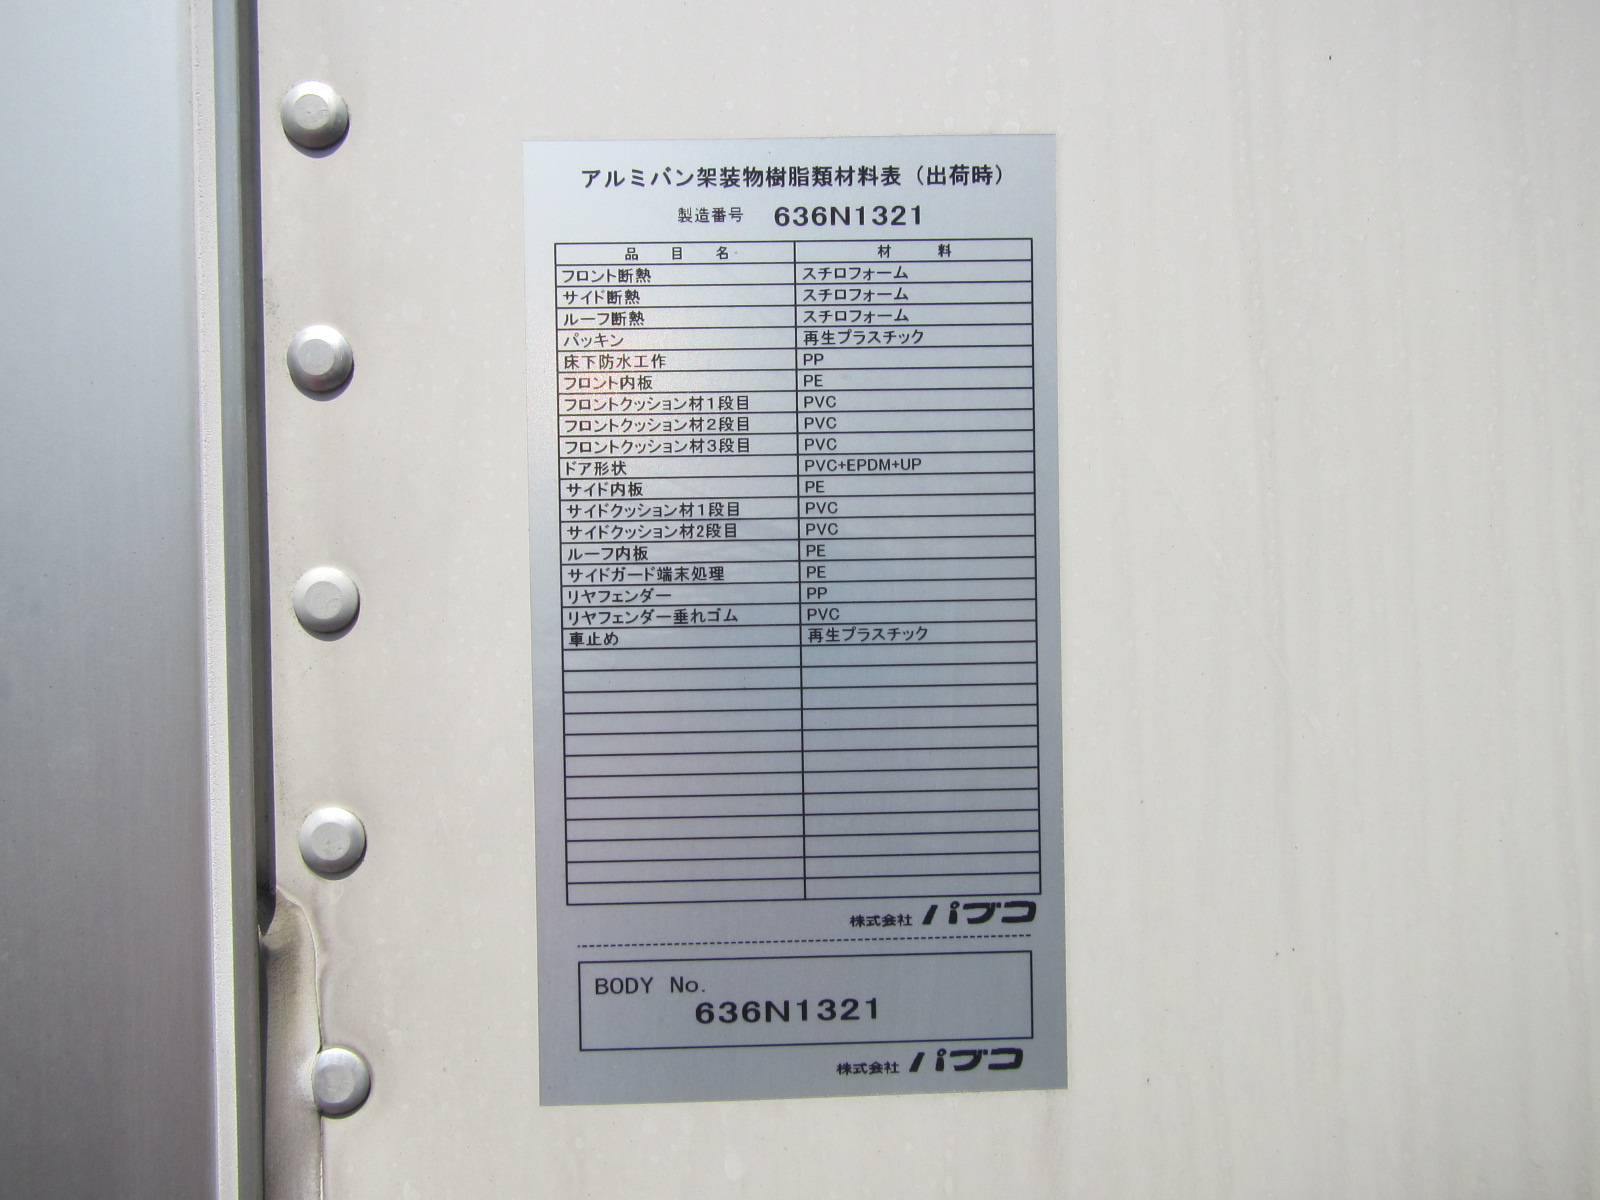 アルミバン架装物樹脂類材料表（出荷時）
製造番号 636N1321
品目名 材料
フロント断熱 スチロフォーム
サイド断熱 スチロフォーム
ルーフ断熱 スチロフォーム
パッキン 再生プラスチック
床下防水工作 PP
フロント内板 PE
フロントクッション材1段目 PVC
フロントクッション材2段目 PVC
フロントクッション材3段目 PVC
ドア形状 PVC+EPDM+UP
サイド内板 PE
サイドクッション材1段目 PVC
サイドクッション材2段目 PVC
ルーフ内板 PE
サイドガード端末処理 PE
リヤフェンダー PP
リヤフェンダー垂れゴム PVC
車止め 再生プラスチック
株式会社 パブコ
BODY No.
636N1321
株式会社 パブコ